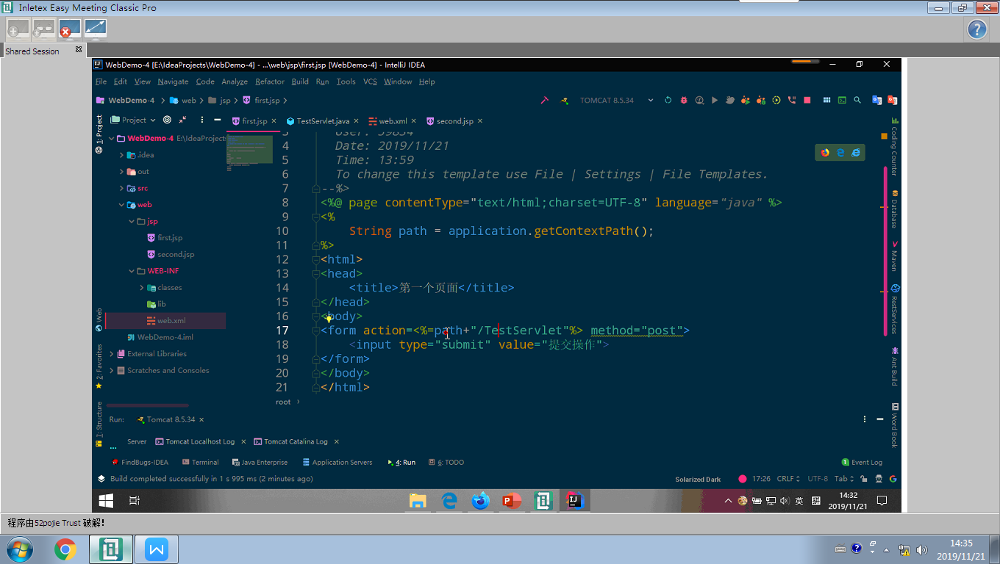 Inletex Easy Meeting Classic Pro
Shared Session
WebDemo-4 [E:\IdeaProjects\WebDemo-4] - ...\web\jsp\first.jsp [WebDemo-4] - IntelliJ IDEA
File Edit View Navigate Code Analyze Refactor Build Run Tools VCS Window Help
WebDemo-4 web jsp first.jsp
TOMCAT 8.5.34
1: Project
Project
first.jsp
TestServlet.java
web.xml
second.jsp
WebDemo-4 E:\IdeaProjects
.idea
out
src
web
jsp
first.jsp
second.jsp
WEB-INF
classes
lib
web.xml
WebDemo-4.iml
External Libraries
Scratches and Consoles
4 Date: 2019/11/21
5 Time: 13:59
6 To change this template use File | Settings | File Templates.
7 --%>
8 <%@ page contentType="text/html;charset=UTF-8" language="java" %>
9 <%
10 String path = application.getContextPath();
11 %>
12 <html>
13 <head>
14 <title>第一个页面</title>
15 </head>
16 <body>
17 <form action=<%=path+"/TestServlet"%> method="post">
18 <input type="submit" value="提交操作">
19 </form>
20 </body>
21 </html>
root
Coding Counter
Database
Maven
RestServices
Ant Build
Word Book
Web
2: Favorites
7: Structure
Run: Tomcat 8.5.34
Server Tomcat Localhost Log Tomcat Catalina Log
FindBugs-IDEA Terminal Java Enterprise Application Servers 4: Run 6: TODO 1 Event Log
Build completed successfully in 1 s 995 ms (2 minutes ago) Solarized Dark 17:26 CRLF UTF-8 Tab
英 拼 14:32
2019/11/21
程序由52pojie Trust 破解!
14:35
2019/11/21